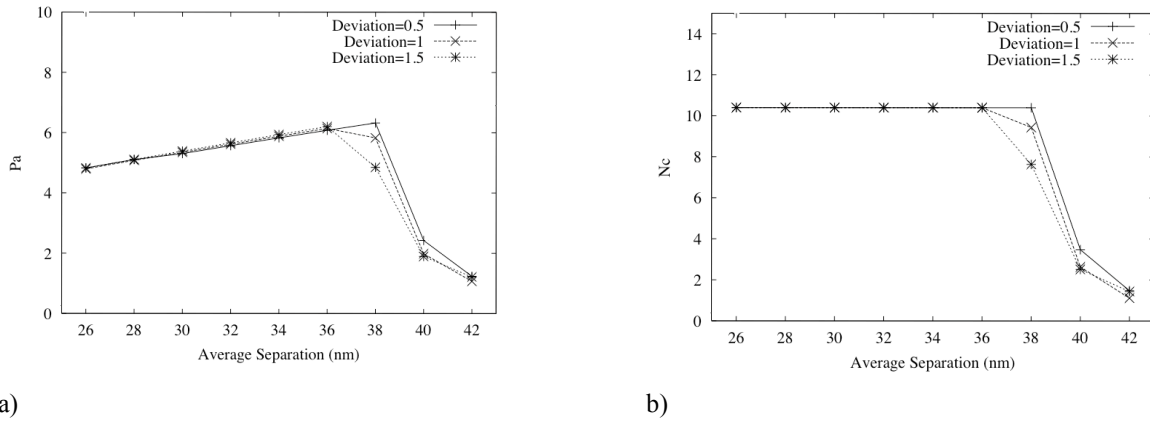 10
8
6
4
2
0
Pa
Deviation=0.5
Deviation=1
Deviation=1.5
26 28 30 32 34 36 38 40 42
Average Separation (nm)
a)
14
12
10
8
6
4
2
0
Nc
Deviation=0.5
Deviation=1
Deviation=1.5
26 28 30 32 34 36 38 40 42
Average Separation (nm)
b)